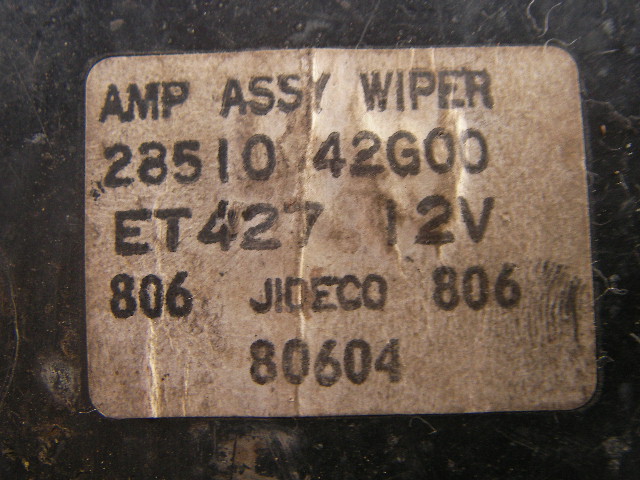 AMP ASSY WIPER
28510 42G00
ET427 12V
806 JIDECO 806
80604